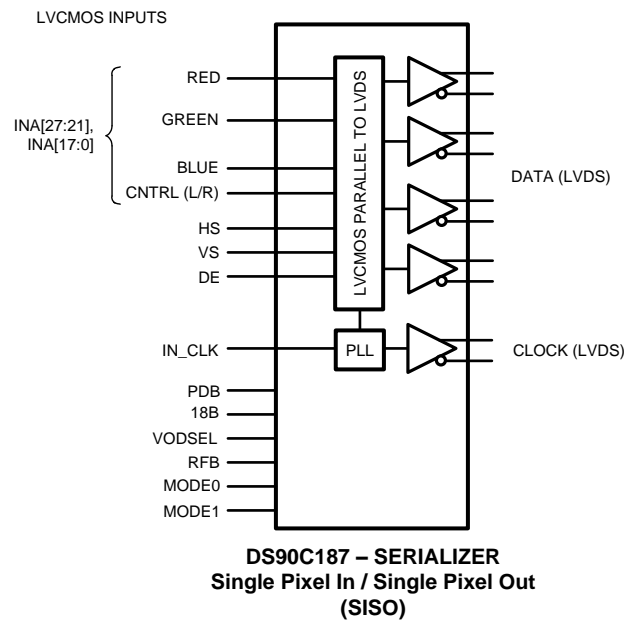 LVCMOS INPUTS
RED
GREEN
INA[27:21],
INA[17:0]
BLUE
CNTRL (L/R)
HS
VS
DE
LVCMOS PARALLEL TO LVDS
DATA (LVDS)
IN_CLK
PLL
CLOCK (LVDS)
PDB
18B
VODSEL
RFB
MODE0
MODE1
DS90C187 – SERIALIZER
Single Pixel In / Single Pixel Out
(SISO)